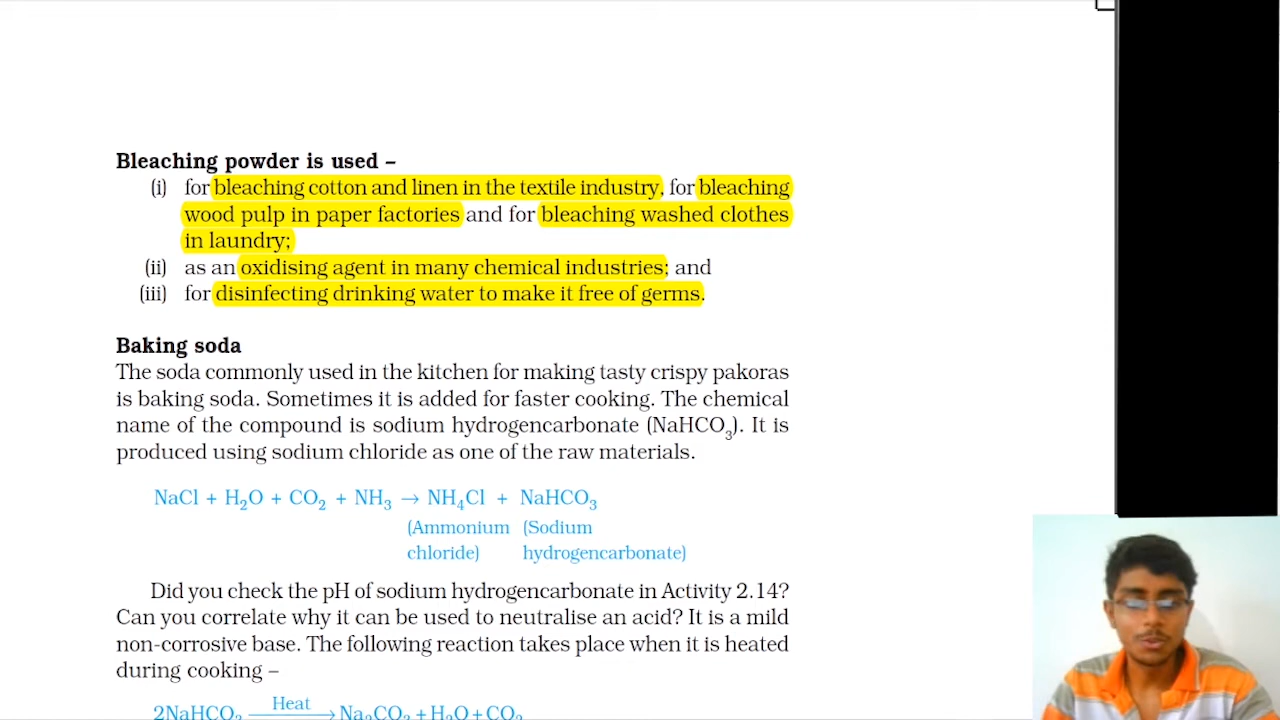 Bleaching powder is used –
(i) for bleaching cotton and linen in the textile industry, for bleaching
wood pulp in paper factories and for bleaching washed clothes
in laundry;
(ii) as an oxidising agent in many chemical industries; and
(iii) for disinfecting drinking water to make it free of germs.
Baking soda
The soda commonly used in the kitchen for making tasty crispy pakoras
is baking soda. Sometimes it is added for faster cooking. The chemical
name of the compound is sodium hydrogencarbonate (NaHCO₃). It is
produced using sodium chloride as one of the raw materials.
NaCl + H₂O + CO₂ + NH₃ → NH₄Cl + NaHCO₃
(Ammonium (Sodium
chloride) hydrogencarbonate)
Did you check the pH of sodium hydrogencarbonate in Activity 2.14?
Can you correlate why it can be used to neutralise an acid? It is a mild
non-corrosive base. The following reaction takes place when it is heated
during cooking –
Heat
2NaHCO₃ → Na₂CO₃ + H₂O + CO₂